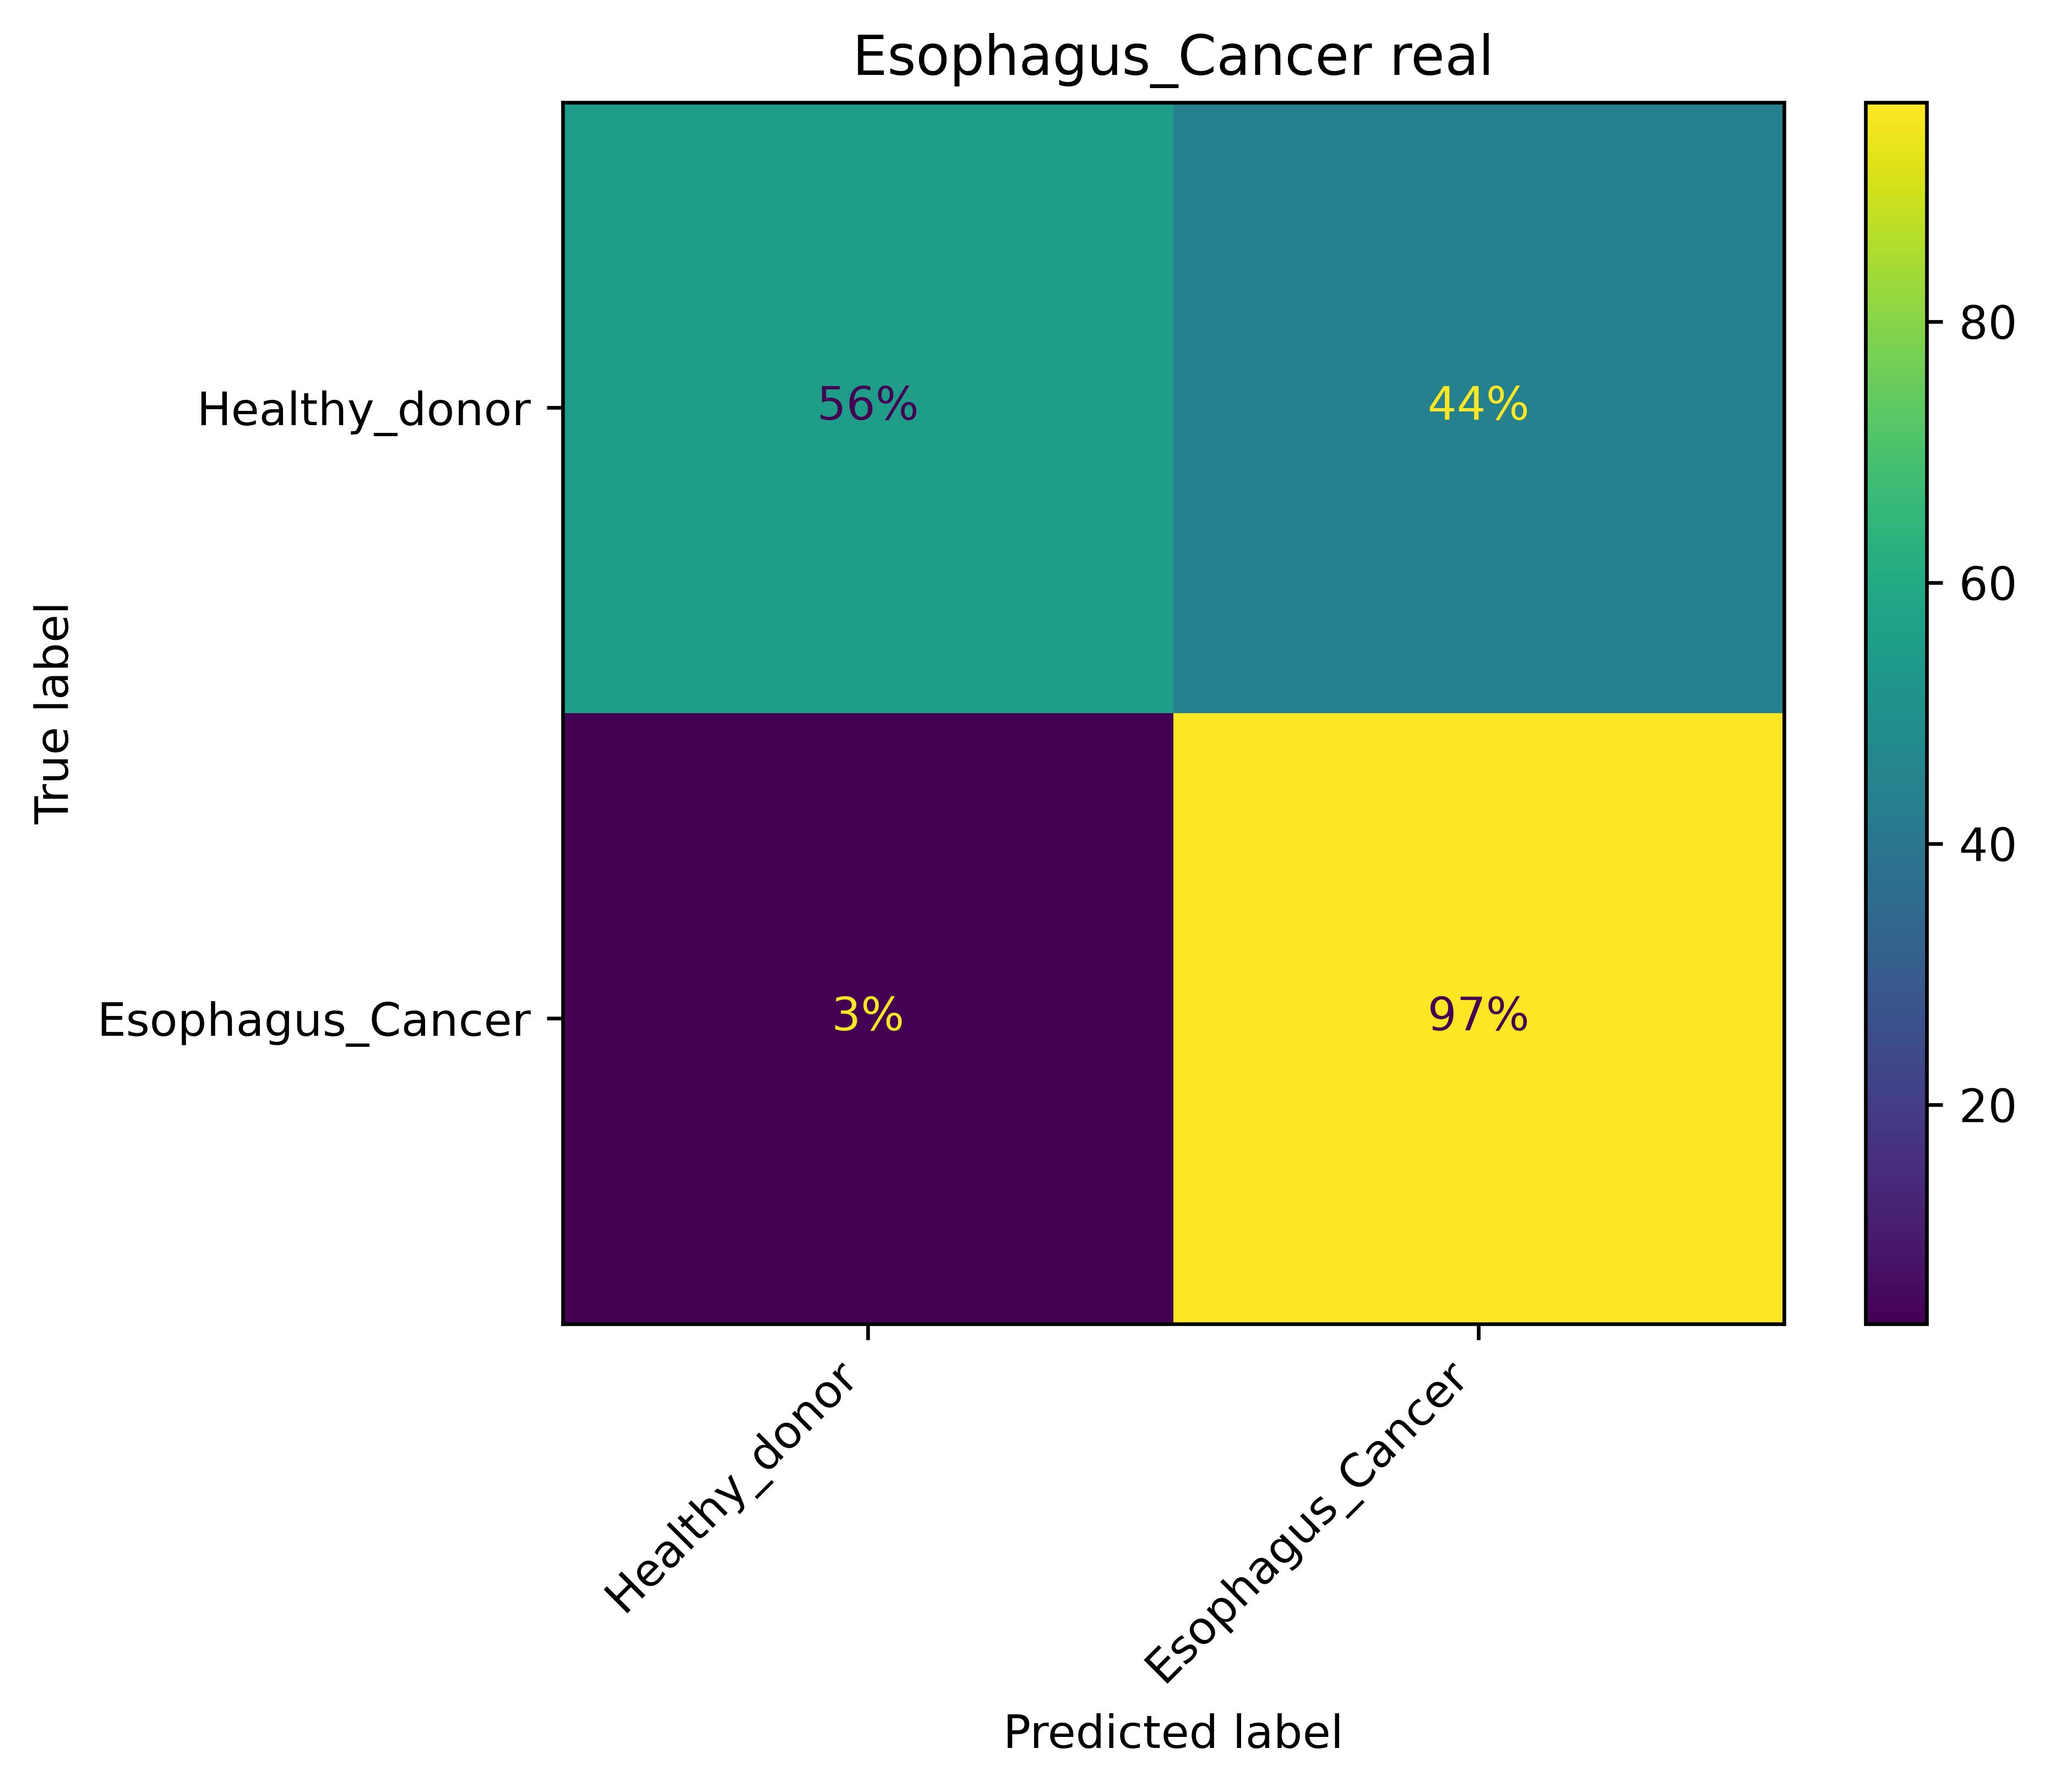 Esophagus_Cancer real
True label
Healthy_donor
56%
44%
Esophagus_Cancer
3%
97%
80
60
40
20
Healthy_donor
Esophagus_Cancer
Predicted label